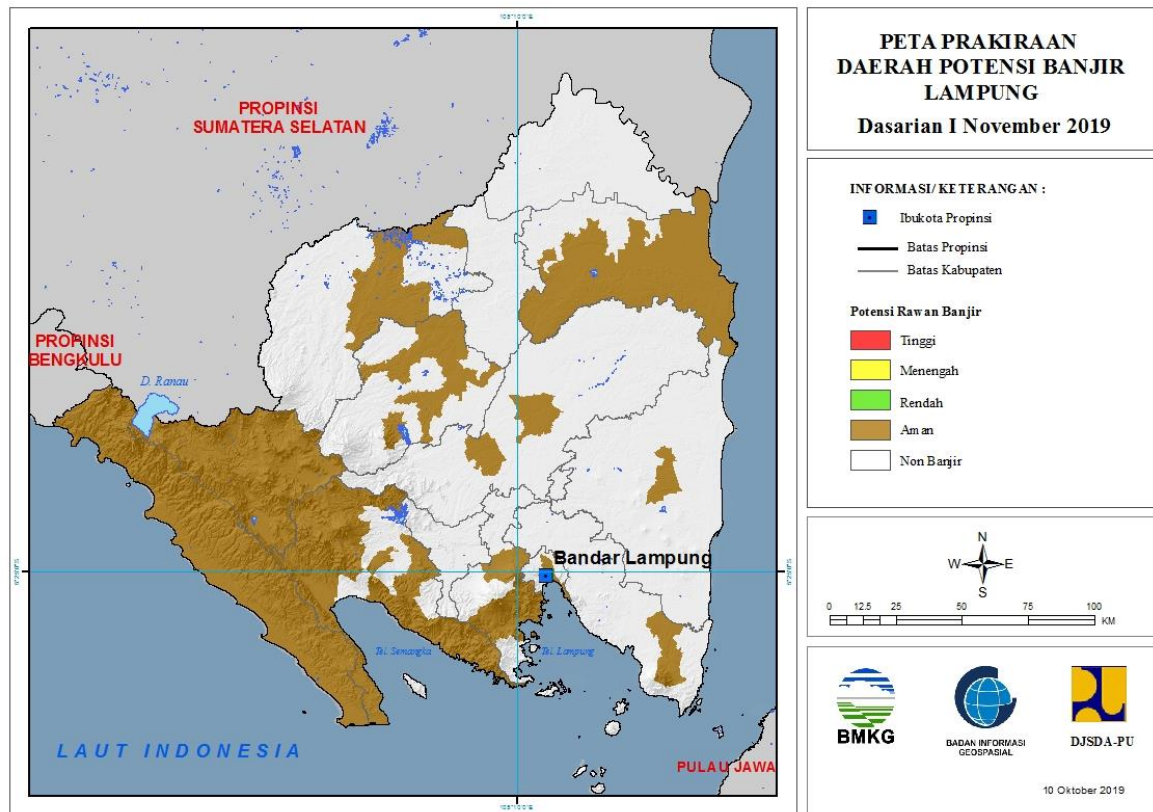 PETA PRAKIRAAN
DAERAH POTENSI BANJIR
LAMPUNG
Dasarian I November 2019
PROPINSI
SUMATERA SELATAN
PROPINSI
BENGKULU
D. Ranau
Bandar Lampung
Tel. Semangka
Tel. Lampung
LAUT INDONESIA
PULAU JAWA
INFORMASI/ KETERANGAN :
Ibukota Propinsi
Batas Propinsi
Batas Kabupaten
Potensi Rawan Banjir
Tinggi
Menengah
Rendah
Aman
Non Banjir
N
W E
S
0 12.5 25 50 75 100
KM
BMKG
BADAN INFORMASI
GEOSPASIAL
DJSDA-PU
10 Oktober 2019